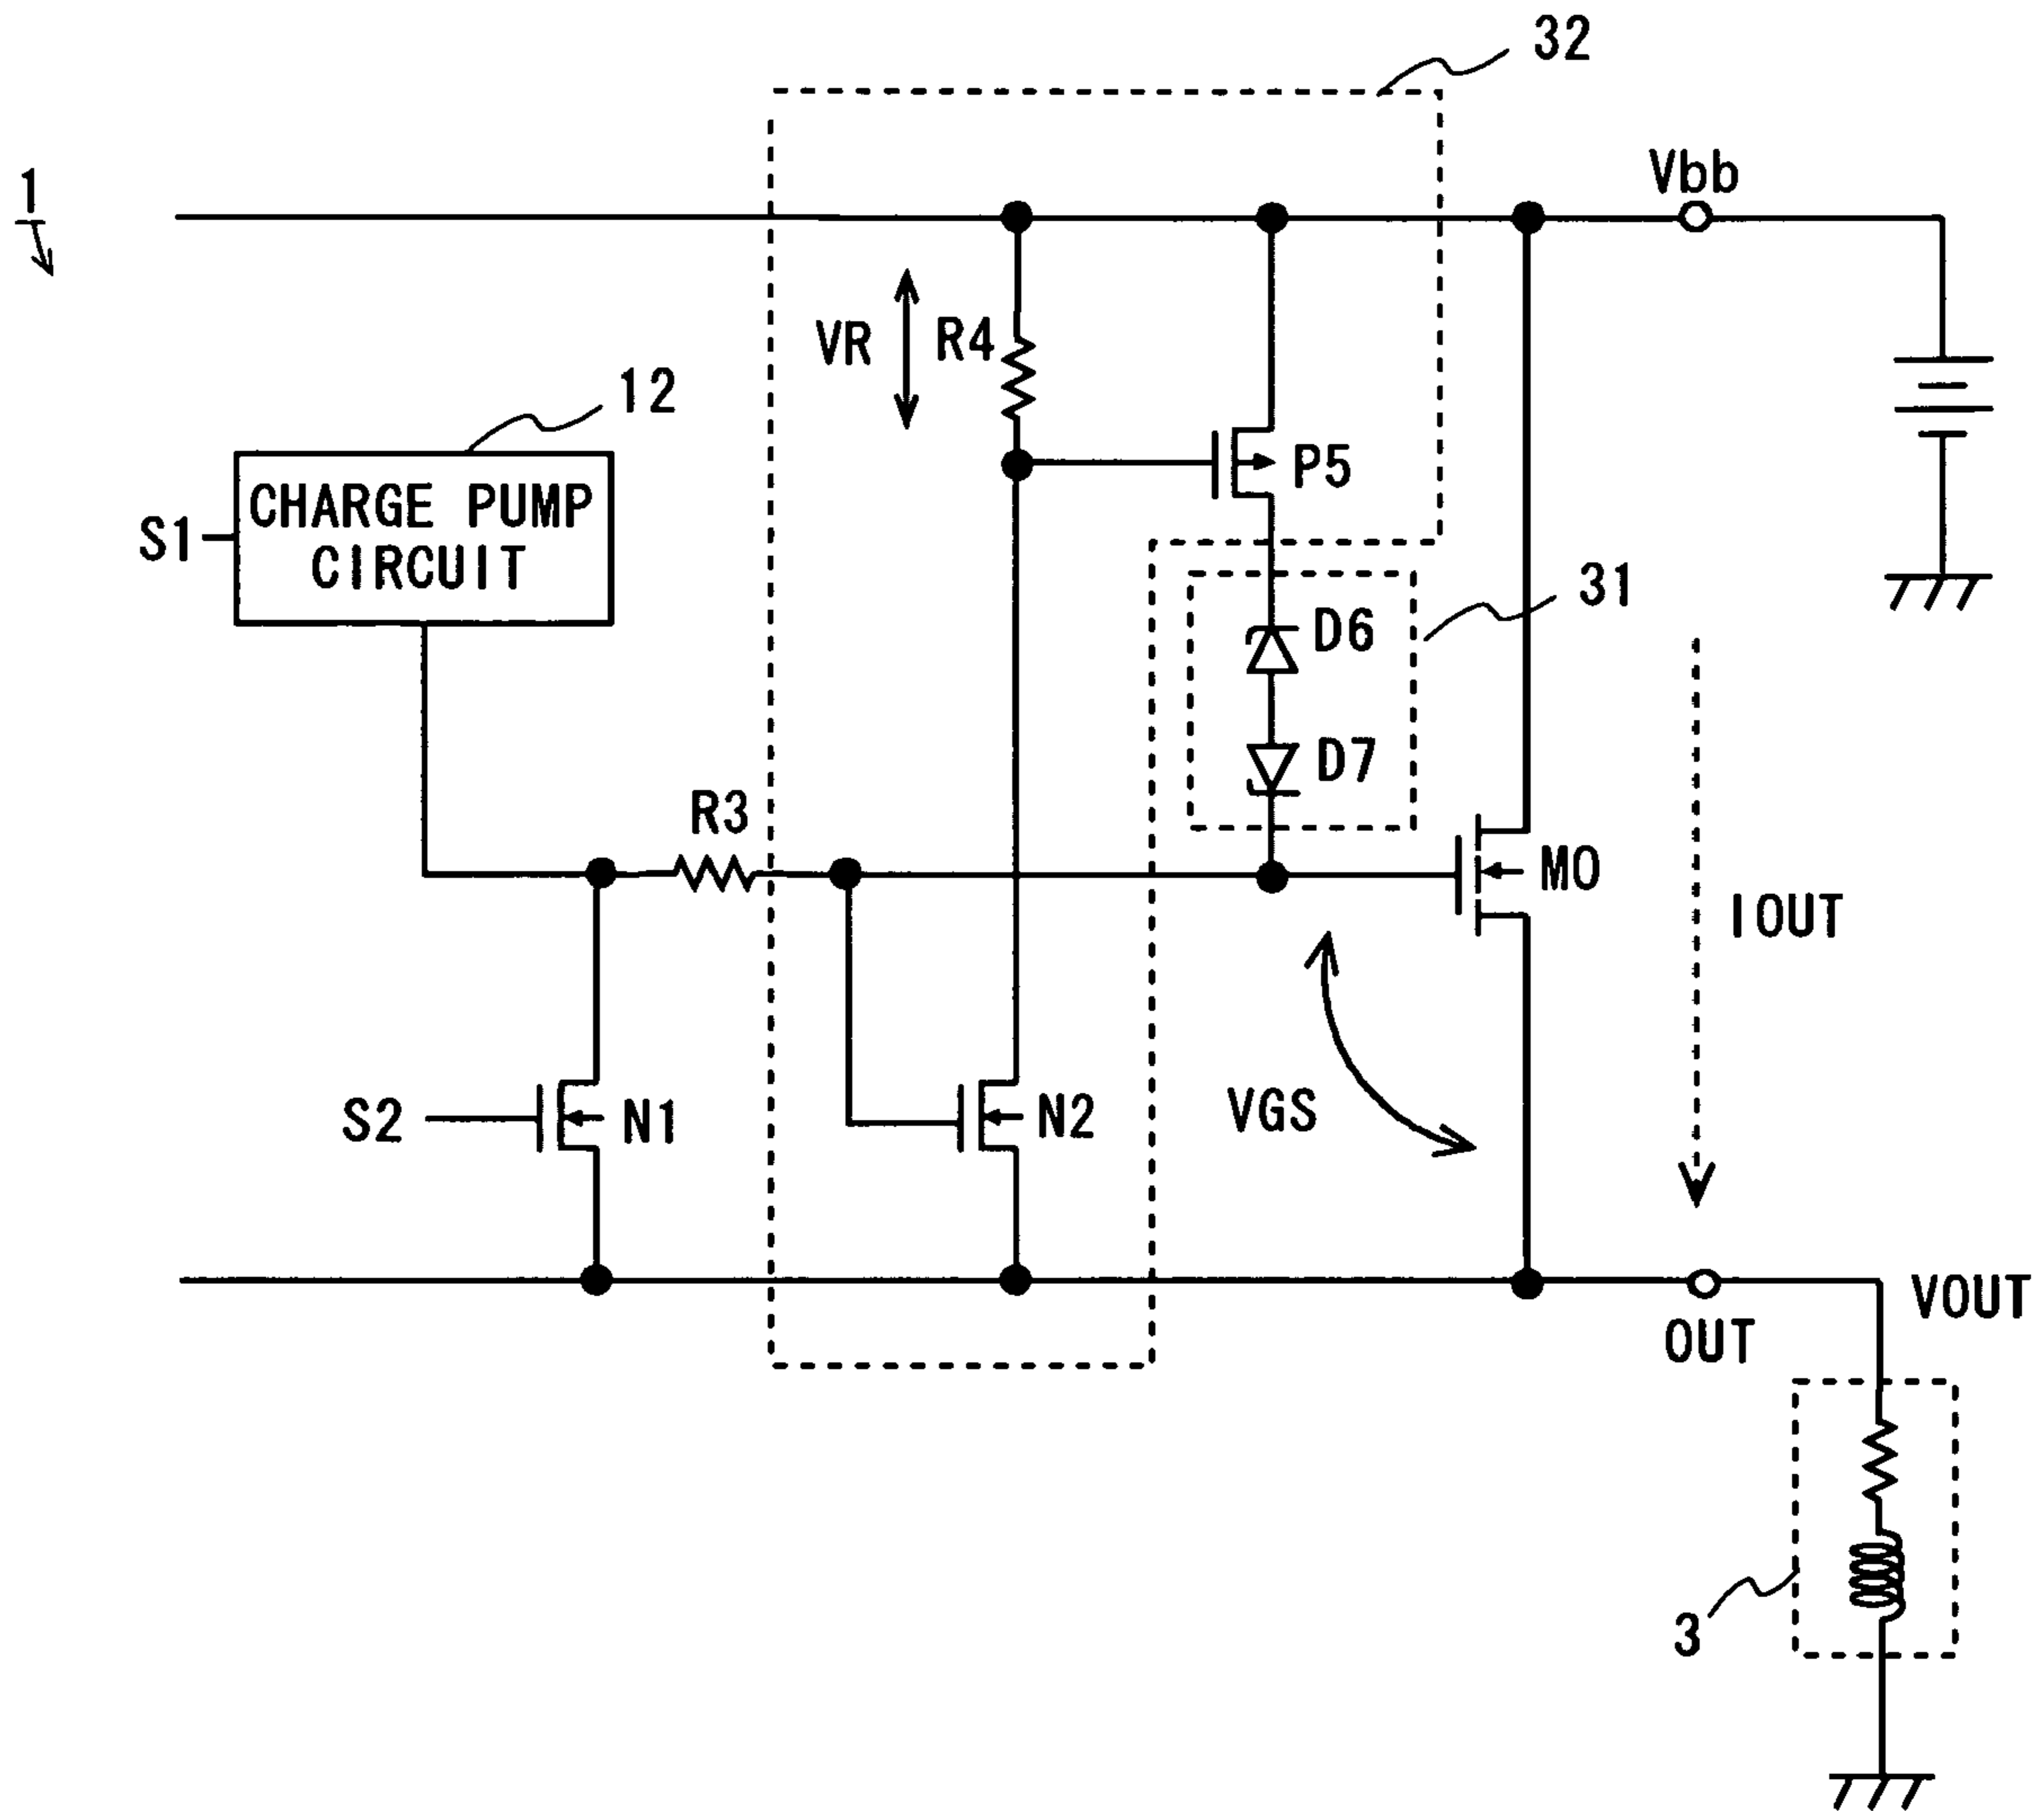 32
1
Vbb
VR
R4
12
P5
CHARGE PUMP
CIRCUIT
S1
31
D6
D7
R3
M0
IOUT
S2
N1
N2
VGS
VOUT
OUT
3